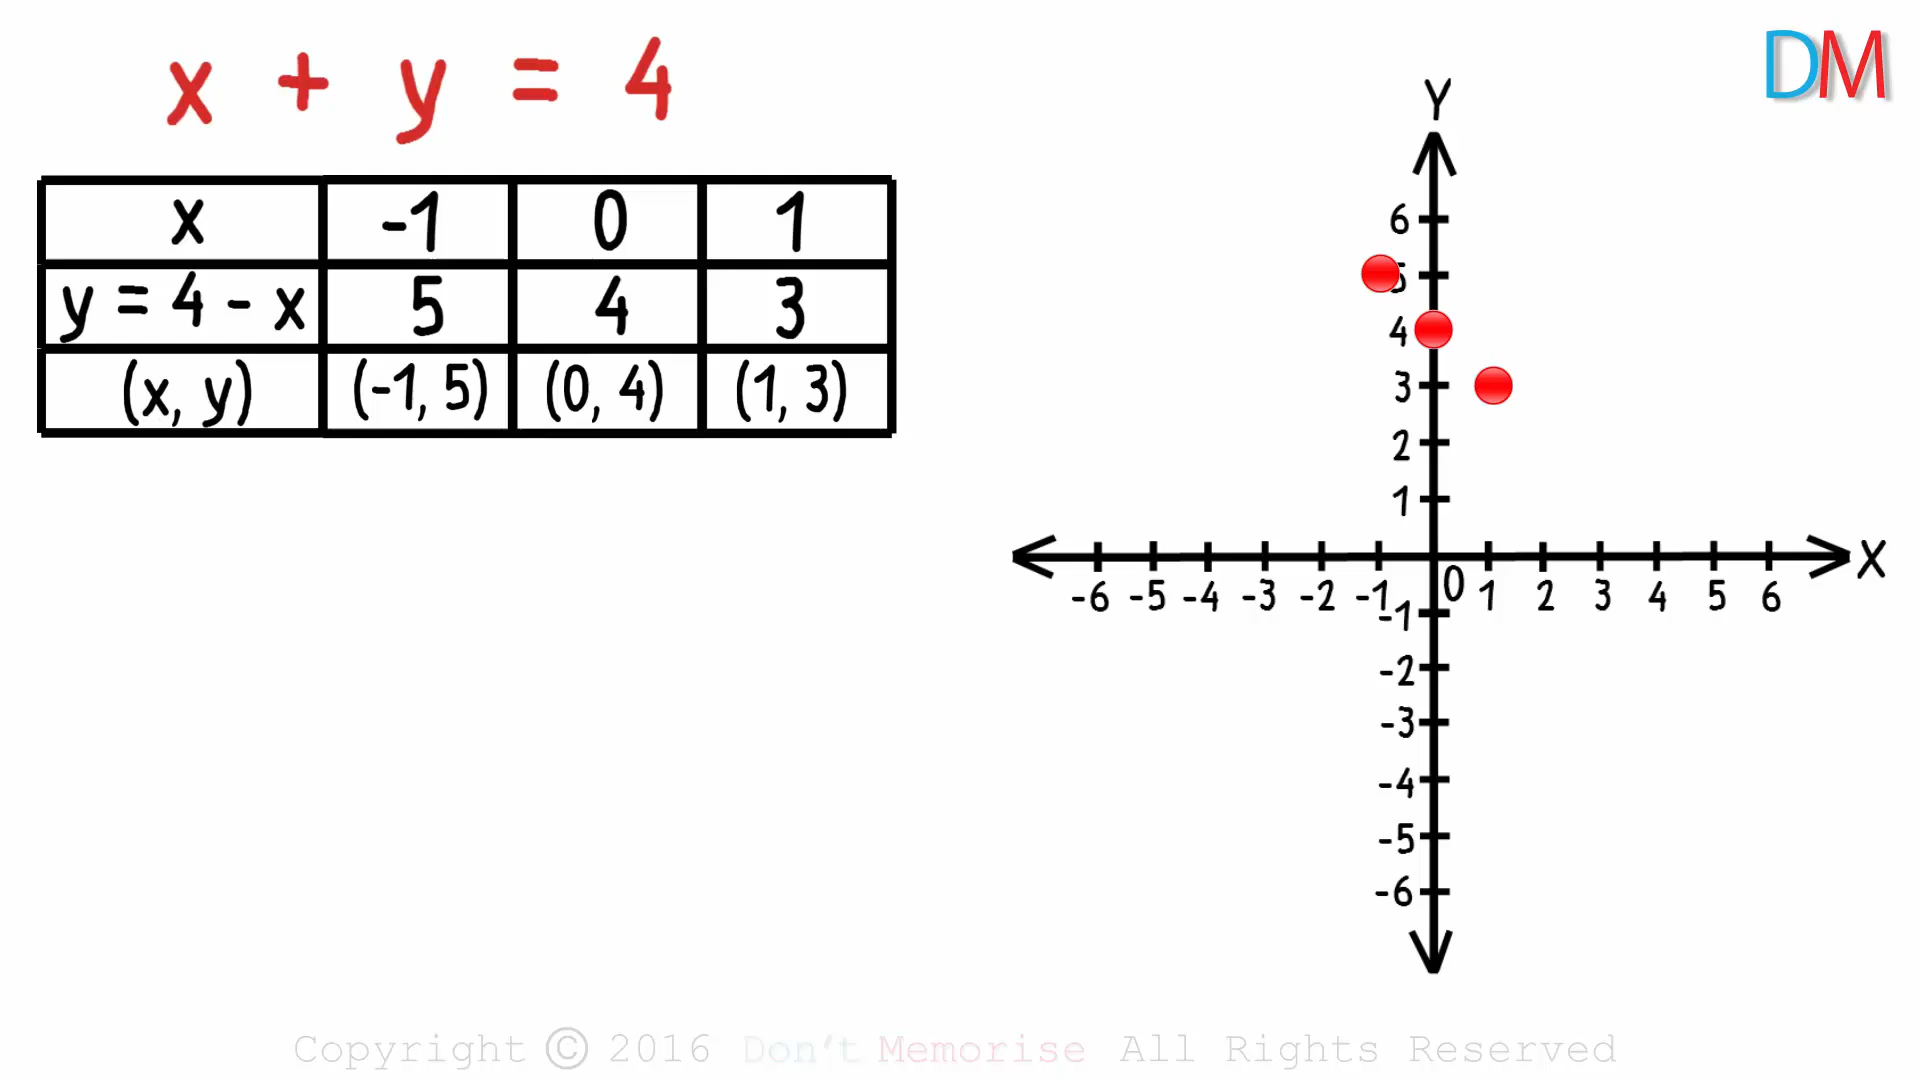 x + y = 4
DM
x -1 0 1
y = 4 - x 5 4 3
(x, y) (-1, 5) (0, 4) (1, 3)
Y
6
5
4
3
2
1
X
-6 -5 -4 -3 -2 -1 0 1 2 3 4 5 6
-1
-2
-3
-4
-5
-6
Copyright © 2016 Don't Memorise All Rights Reserved